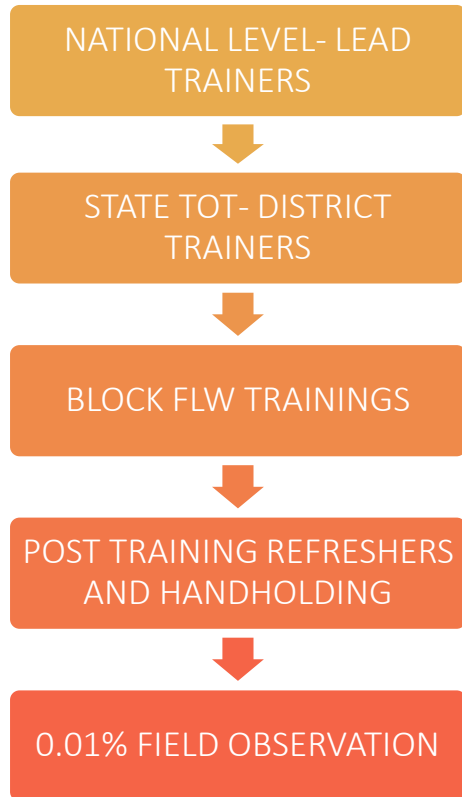 NATIONAL LEVEL- LEAD
TRAINERS
STATE TOT- DISTRICT
TRAINERS
BLOCK FLW TRAININGS
POST TRAINING REFRESHERS
AND HANDHOLDING
0.01% FIELD OBSERVATION